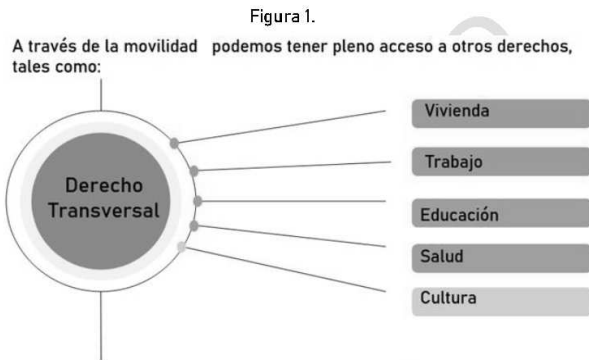 Figura 1.
A través de la movilidad podemos tener pleno acceso a otros derechos,
tales como:
Derecho
Transversal
Vivienda
Trabajo
Educación
Salud
Cultura